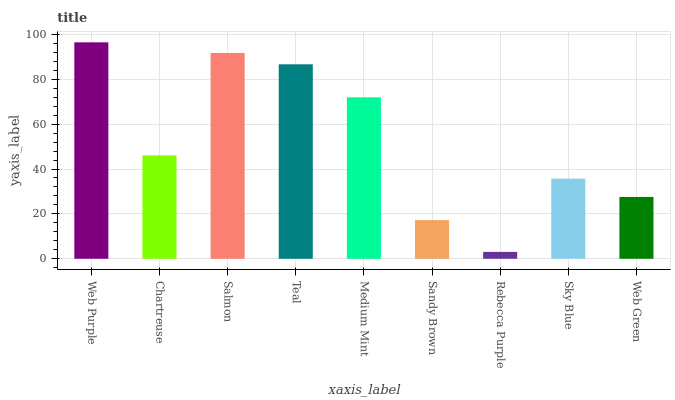 title
yaxis_label
100
80
60
40
20
0
Web Purple
Chartreuse
Salmon
Teal
Medium Mint
Sandy Brown
Rebecca Purple
Sky Blue
Web Green
xaxis_label